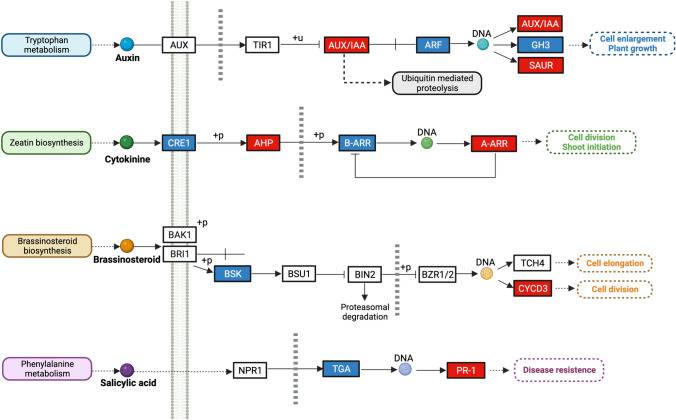 Tryptophan
metabolism
Auxin
AUX
TIR1
+u
AUX/IAA
ARF
DNA
AUX/IAA
GH3
SAUR
Cell enlargement
Plant growth
Ubiquitin mediated
proteolysis
Zeatin biosynthesis
Cytokinine
CRE1
+p
AHP
+p
B-ARR
DNA
A-ARR
Cell division
Shoot initiation
Brassinosteroid
biosynthesis
Brassinosteroid
BAK1
+p
BRI1
+p
BSK
BSU1
BIN2
+p
BZR1/2
DNA
TCH4
Cell elongation
CYCD3
Cell division
Proteasomal
degradation
Phenylalanine
metabolism
Salicylic acid
NPR1
TGA
DNA
PR-1
Disease resistence